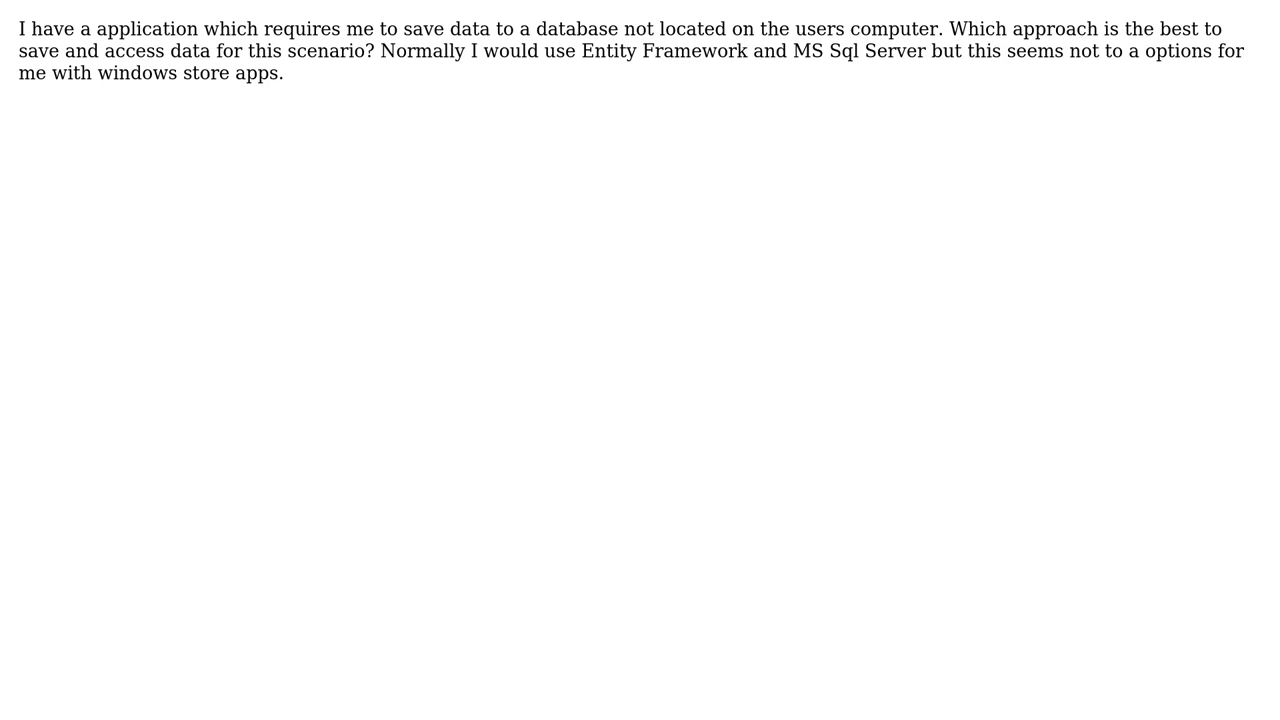 I have a application which requires me to save data to a database not located on the users computer. Which approach is the best to
save and access data for this scenario? Normally I would use Entity Framework and MS Sql Server but this seems not to a options for
me with windows store apps.